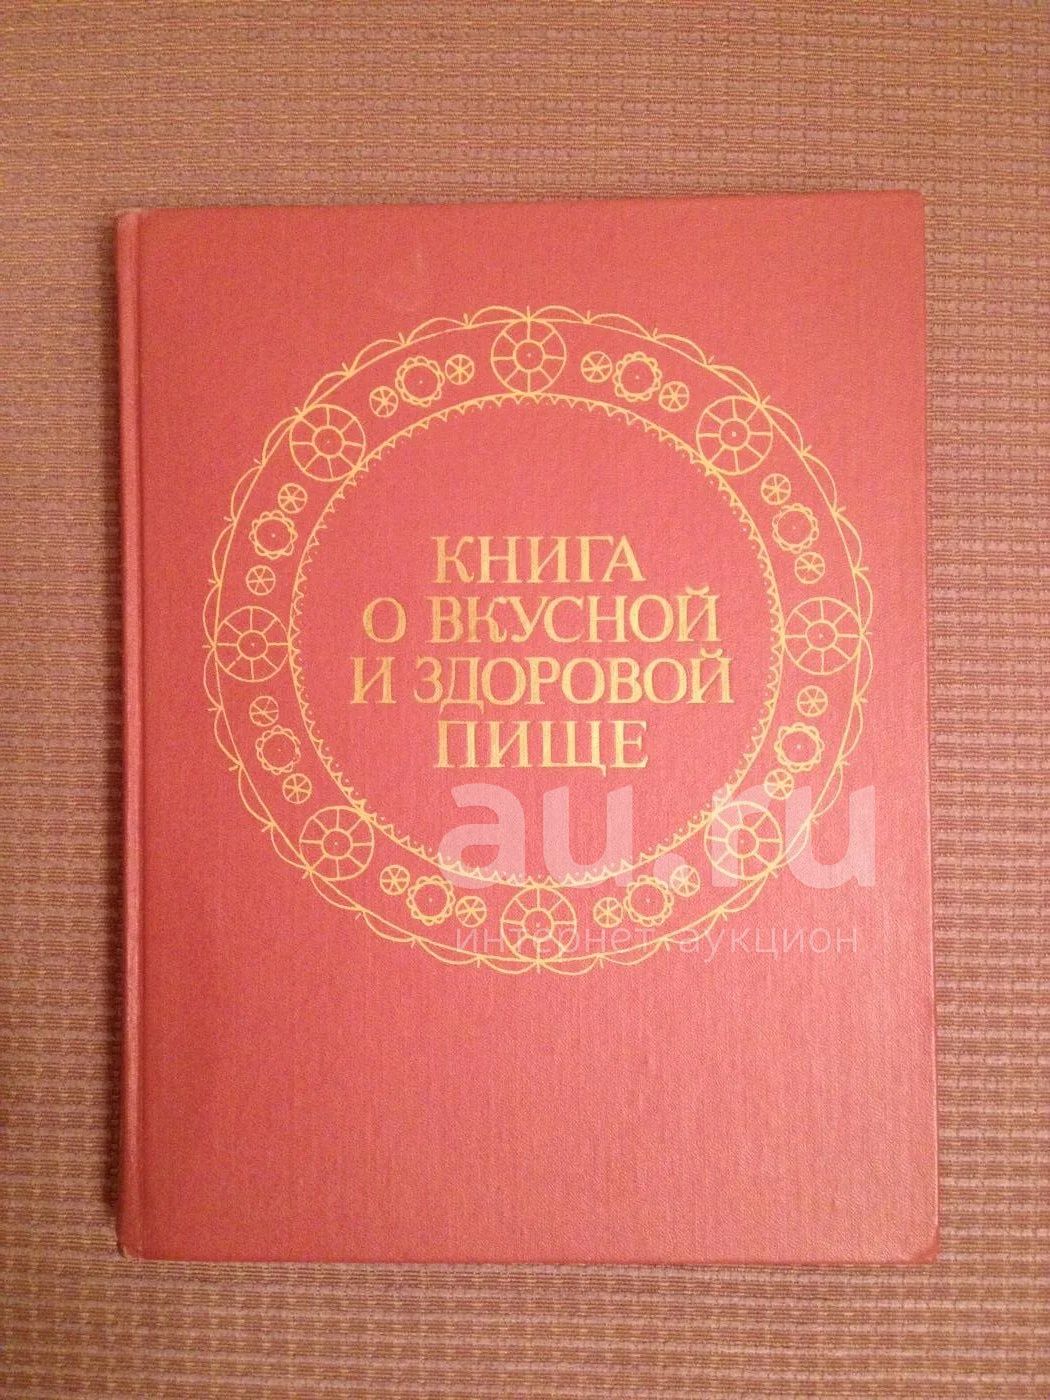 КНИГА
О ВКУСНОЙ
И ЗДОРОВОЙ
ПИЩЕ
au.ru
интернет-аукцион